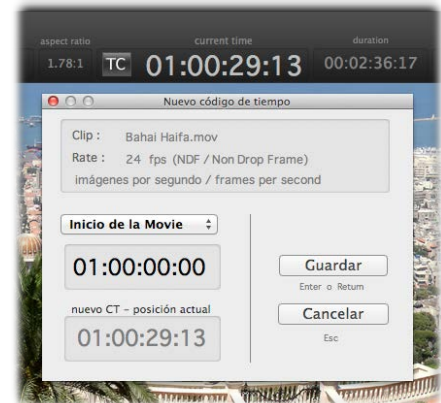 aspect ratio current time duration
1.78:1 TC 01:00:29:13 00:02:36:17
Nuevo código de tiempo
Clip : Bahai Haifa.mov
Rate : 24 fps (NDF / Non Drop Frame)
imágenes por segundo / frames per second
Inicio de la Movie
01:00:00:00
Guardar
Enter o Return
nuevo CT – posición actual
Cancelar
01:00:29:13
Esc